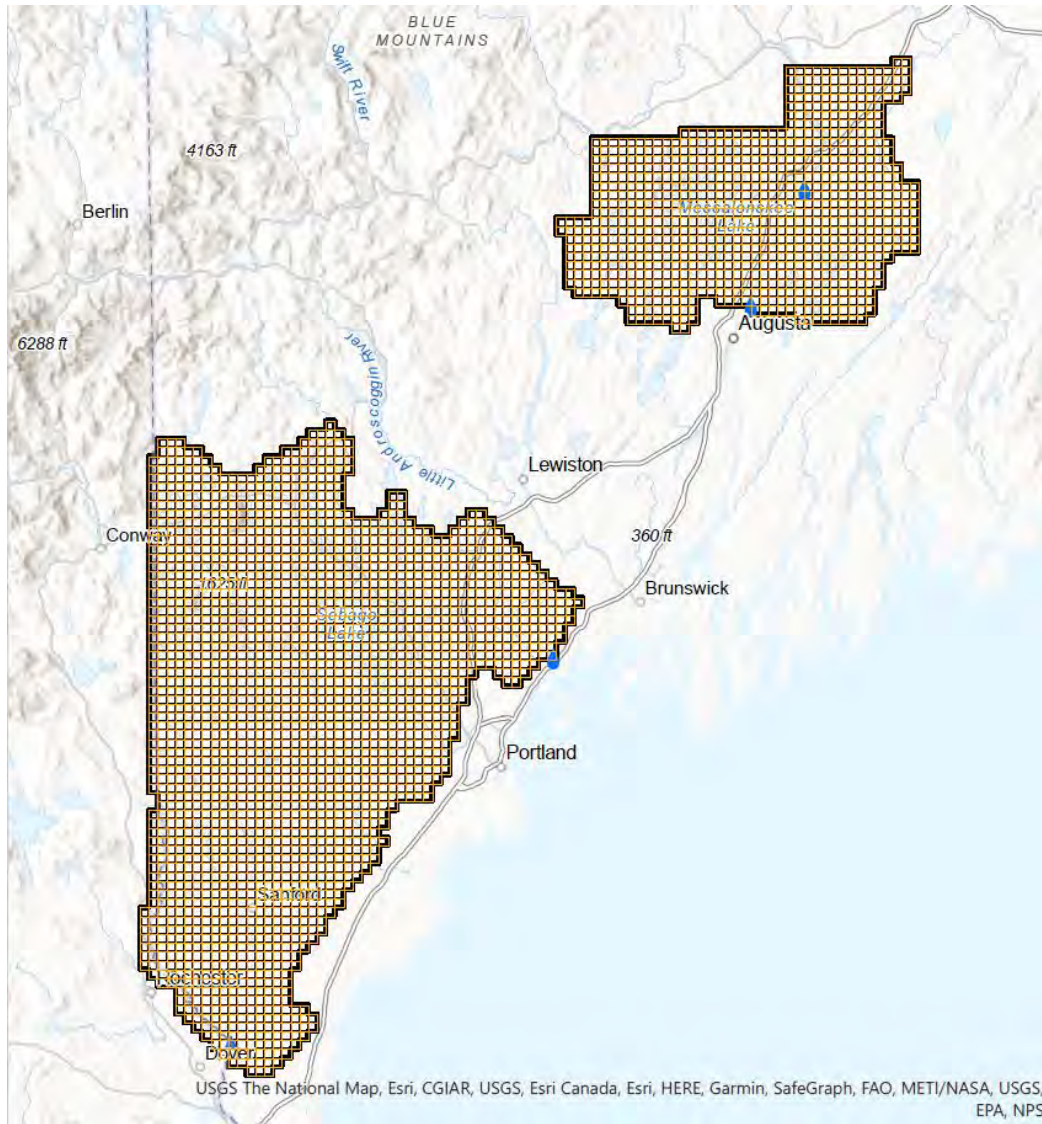 BLUE
MOUNTAINS
Swift River
4163 ft
Berlin
Messalonskee
Lake
6288 ft
Augusta
Little Androscoggin River
Lewiston
Conway
360 ft
1625 ft
Brunswick
Sebago
Lake
Portland
Sanford
Rochester
Dover
USGS The National Map, Esri, CGIAR, USGS, Esri Canada, Esri, HERE, Garmin, SafeGraph, FAO, METI/NASA, USGS,
EPA, NPS